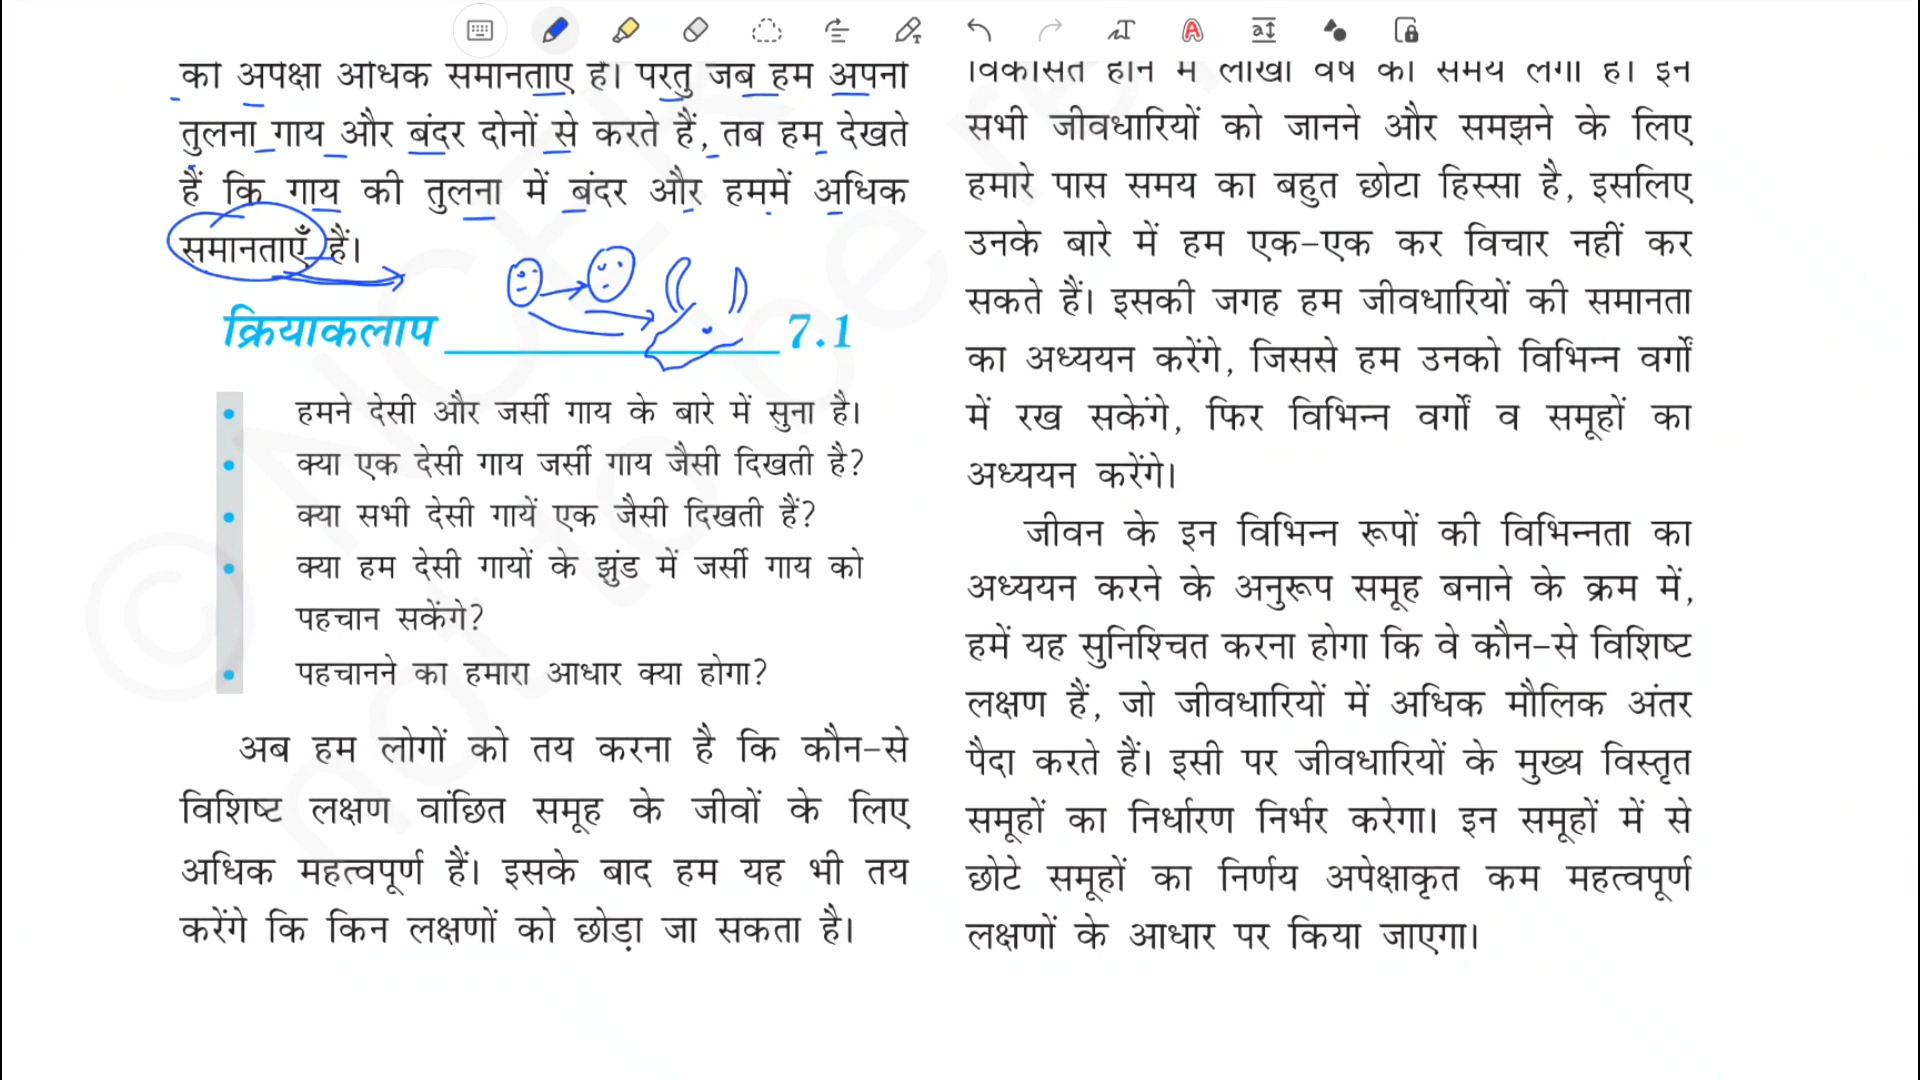 की अपेक्षा अधिक समानताएँ हैं। परंतु जब हम अपनी
तुलना गाय और बंदर दोनों से करते हैं, तब हम देखते
हैं कि गाय की तुलना में बंदर और हममें अधिक
समानताएँ हैं।
क्रियाकलाप 7.1
• हमने देसी और जर्सी गाय के बारे में सुना है।
• क्या एक देसी गाय जर्सी गाय जैसी दिखती है?
• क्या सभी देसी गायें एक जैसी दिखती हैं?
• क्या हम देसी गायों के झुंड में जर्सी गाय को
पहचान सकेंगे?
• पहचानने का हमारा आधार क्या होगा?
अब हम लोगों को तय करना है कि कौन-से
विशिष्ट लक्षण वांछित समूह के जीवों के लिए
अधिक महत्वपूर्ण हैं। इसके बाद हम यह भी तय
करेंगे कि किन लक्षणों को छोड़ा जा सकता है।
विकसित होने में लाखों वर्ष का समय लगा है। इन
सभी जीवधारियों को जानने और समझने के लिए
हमारे पास समय का बहुत छोटा हिस्सा है, इसलिए
उनके बारे में हम एक-एक कर विचार नहीं कर
सकते हैं। इसकी जगह हम जीवधारियों की समानता
का अध्ययन करेंगे, जिससे हम उनको विभिन्न वर्गों
में रख सकेंगे, फिर विभिन्न वर्गों व समूहों का
अध्ययन करेंगे।
जीवन के इन विभिन्न रूपों की विभिन्नता का
अध्ययन करने के अनुरूप समूह बनाने के क्रम में,
हमें यह सुनिश्चित करना होगा कि वे कौन-से विशिष्ट
लक्षण हैं, जो जीवधारियों में अधिक मौलिक अंतर
पैदा करते हैं। इसी पर जीवधारियों के मुख्य विस्तृत
समूहों का निर्धारण निर्भर करेगा। इन समूहों में से
छोटे समूहों का निर्णय अपेक्षाकृत कम महत्वपूर्ण
लक्षणों के आधार पर किया जाएगा।